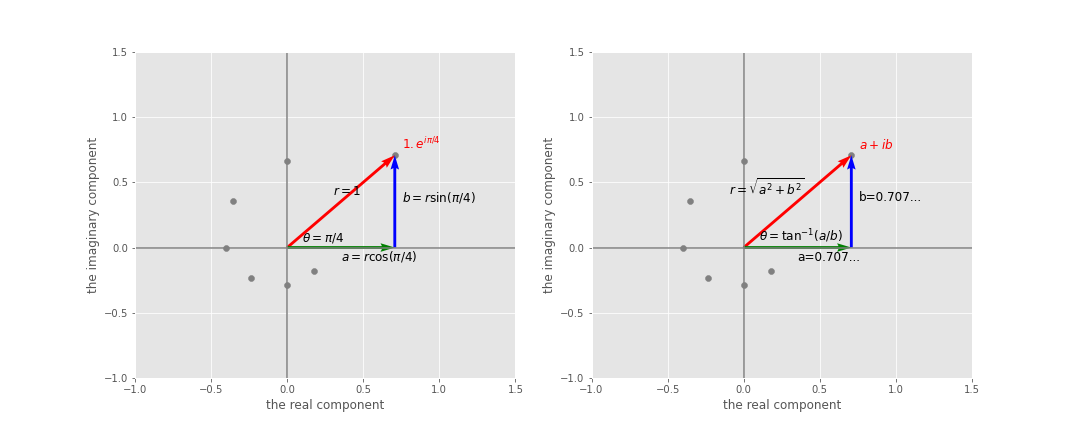 1.5
1.0
0.5
0.0
−0.5
−1.0
−1.0 −0.5 0.0 0.5 1.0 1.5
the real component
the imaginary component
1.e^{iπ/4}
r = 1
b = rsin(π/4)
θ = π/4
a = rcos(π/4)
1.5
1.0
0.5
0.0
−0.5
−1.0
−1.0 −0.5 0.0 0.5 1.0 1.5
the real component
the imaginary component
a + ib
r = √a² + b²
b=0.707...
θ = tan⁻¹(a/b)
a=0.707...